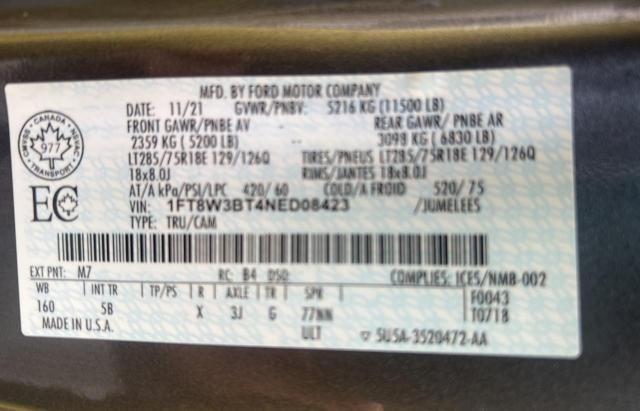 MFD. BY FORD MOTOR COMPANY
DATE: 11/21 GVWR/PNBV: 5216 KG (11500 LB)
FRONT GAWR/PNBE AV REAR GAWR/ PNBE AR
2359 KG ( 5200 LB) 3098 KG ( 6830 LB)
LT285/75R18E 129/126Q TIRES/PNEUS LT285/75R18E 129/126Q
18x8.0J RIMS/JANTES 18x8.0J
AT/A kPa/PSI/LPC 420/ 60 COLD/A FROID 520/ 75
VIN: 1FT8W3BT4NED08423 /JUMELEES
TYPE: TRU/CAM
CANADA
977
TRANSPORT
EC
EXT PNT: M7 RC: B4 DSO: COMPLIES: ICES/NMB-002
WB INT TR TP/PS R AXLE TR SPR F0043
160 5B X 3J G 77NN T0718
MADE IN U.S.A. ULT ▽ 5U5A-3520472-AA